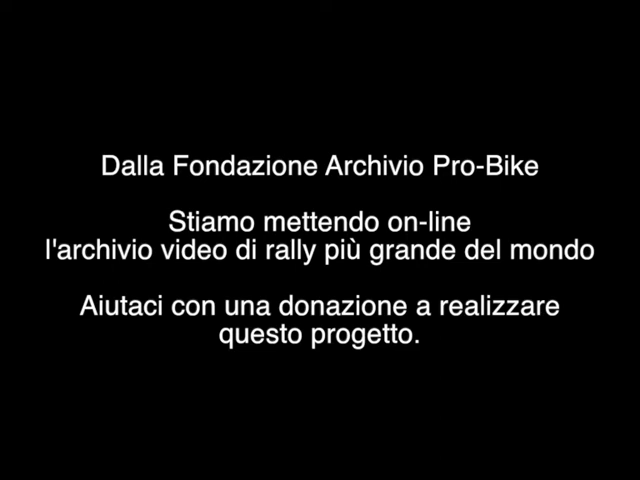 Dalla Fondazione Archivio Pro-Bike
Stiamo mettendo on-line
l'archivio video di rally più grande del mondo
Aiutaci con una donazione a realizzare
questo progetto.